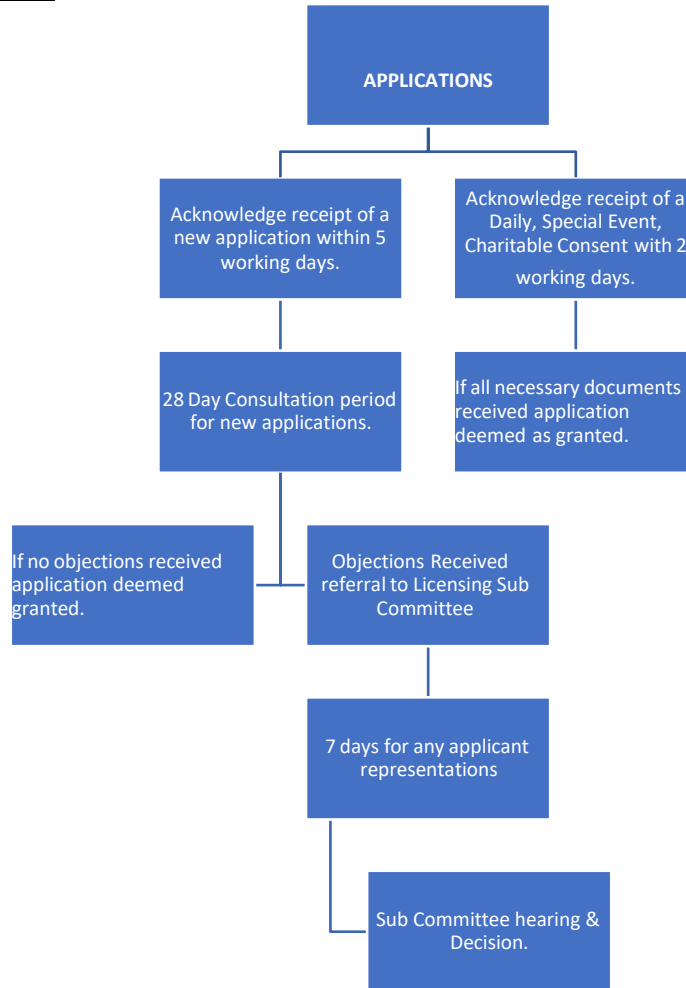 APPLICATIONS
Acknowledge receipt of a
new application within 5
working days.
Acknowledge receipt of a
Daily, Special Event,
Charitable Consent with 2
working days.
28 Day Consultation period
for new applications.
If all necessary documents
received application
deemed as granted.
If no objections received
application deemed
granted.
Objections Received
referral to Licensing Sub
Committee
7 days for any applicant
representations
Sub Committee hearing &
Decision.